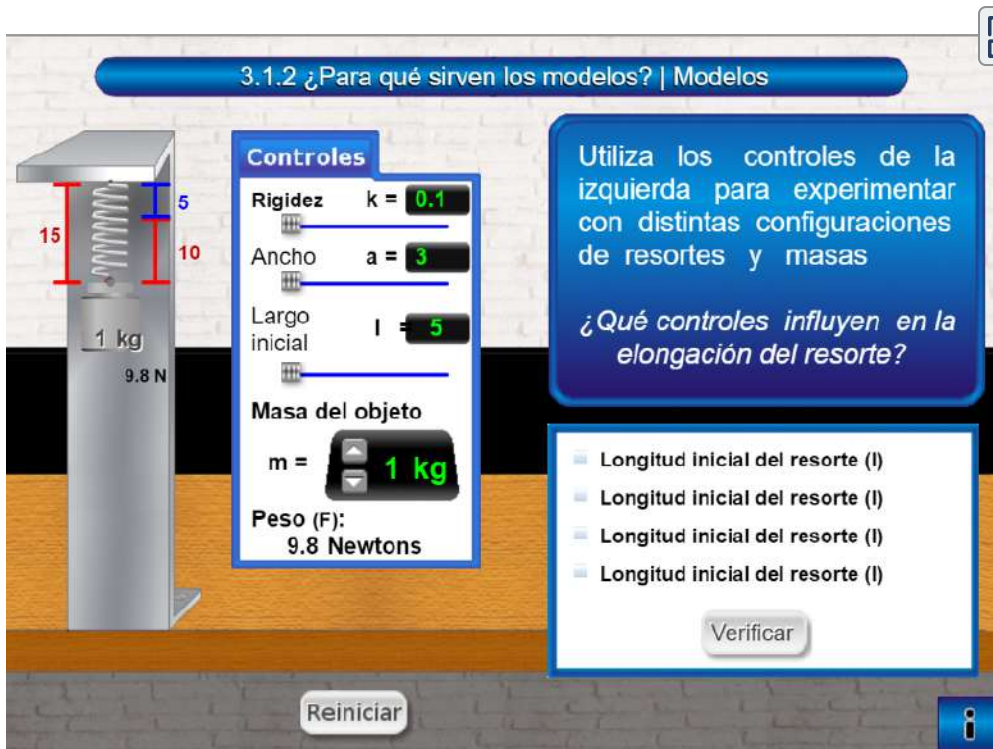 3.1.2 ¿Para qué sirven los modelos? | Modelos
5
15
10
1 kg
9.8 N
Controles
Rigidez k = 0.1
Ancho a = 3
Largo
inicial l = 5
Masa del objeto
m = 1 kg
Peso (F):
9.8 Newtons
Utiliza los controles de la
izquierda para experimentar
con distintas configuraciones
de resortes y masas
¿Qué controles influyen en la
elongación del resorte?
Longitud inicial del resorte (l)
Longitud inicial del resorte (l)
Longitud inicial del resorte (l)
Longitud inicial del resorte (l)
Verificar
Reiniciar
i